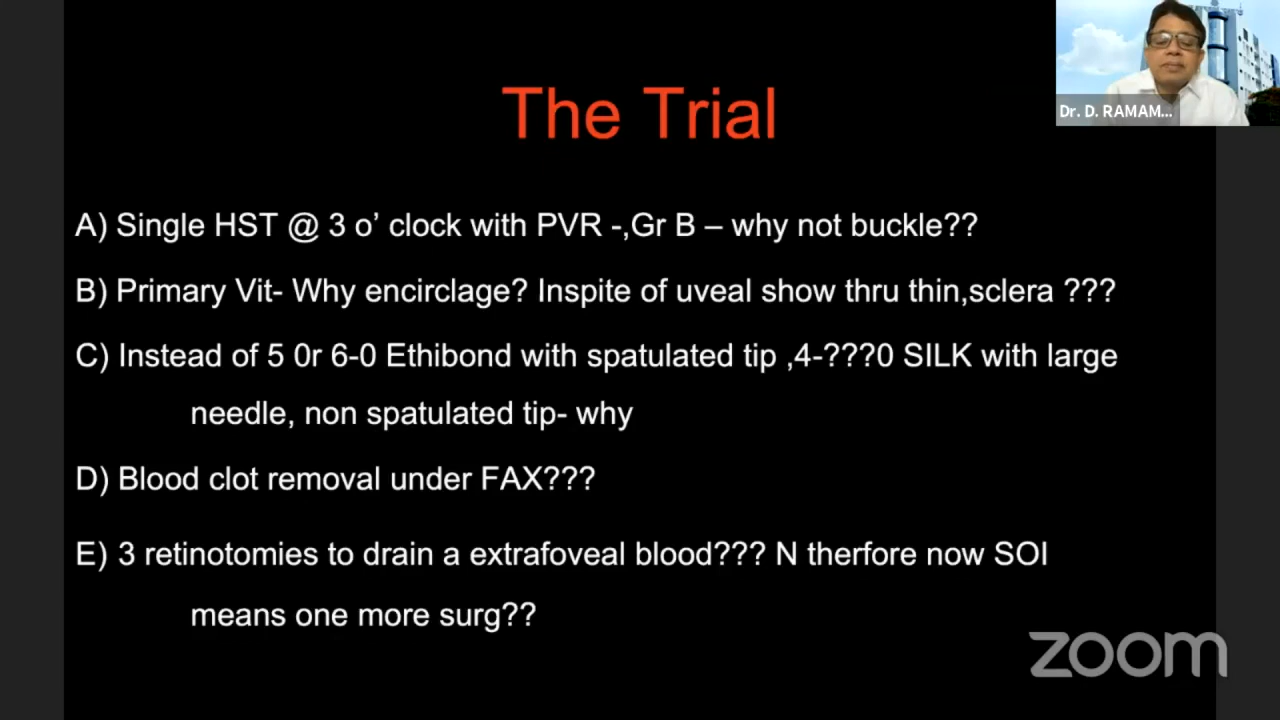 The Trial
Dr. D. RAMAM...
A) Single HST @ 3 o’ clock with PVR -,Gr B – why not buckle??
B) Primary Vit- Why encirclage? Inspite of uveal show thru thin,sclera ???
C) Instead of 5 0r 6-0 Ethibond with spatulated tip ,4-???0 SILK with large
needle, non spatulated tip- why
D) Blood clot removal under FAX???
E) 3 retinotomies to drain a extrafoveal blood??? N therfore now SOI
means one more surg??
zoom